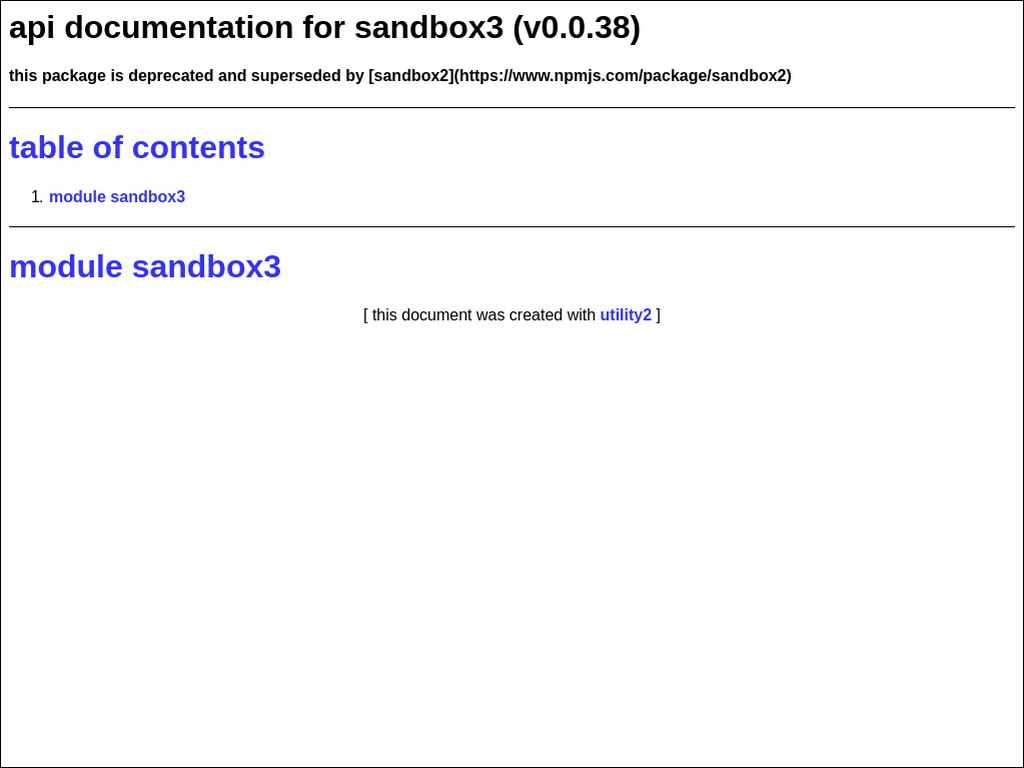 api documentation for sandbox3 (v0.0.38)
this package is deprecated and superseded by [sandbox2](https://www.npmjs.com/package/sandbox2)
table of contents
1. module sandbox3
module sandbox3
[ this document was created with utility2 ]